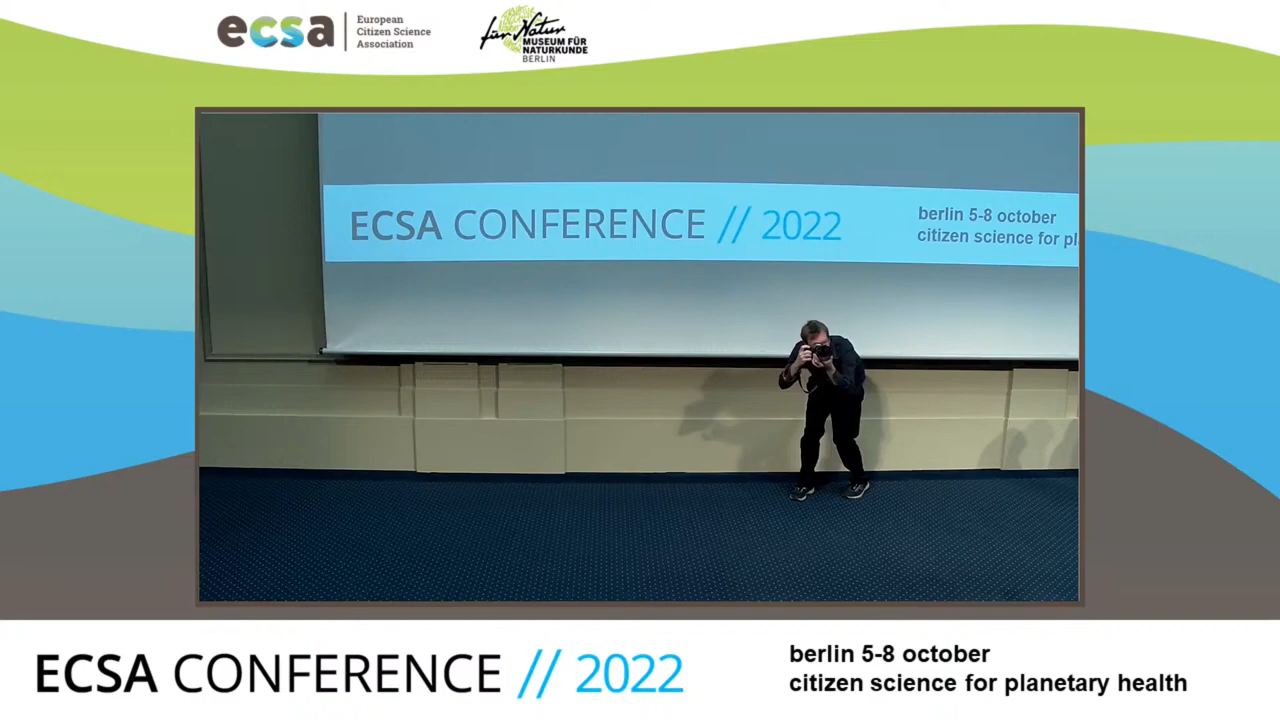 ecsa
European
Citizen Science
Association
für Natur
MUSEUM FÜR
NATURKUNDE
BERLIN
ECSA CONFERENCE // 2022
berlin 5-8 october
citizen science for pl
ECSA CONFERENCE // 2022
berlin 5-8 october
citizen science for planetary health